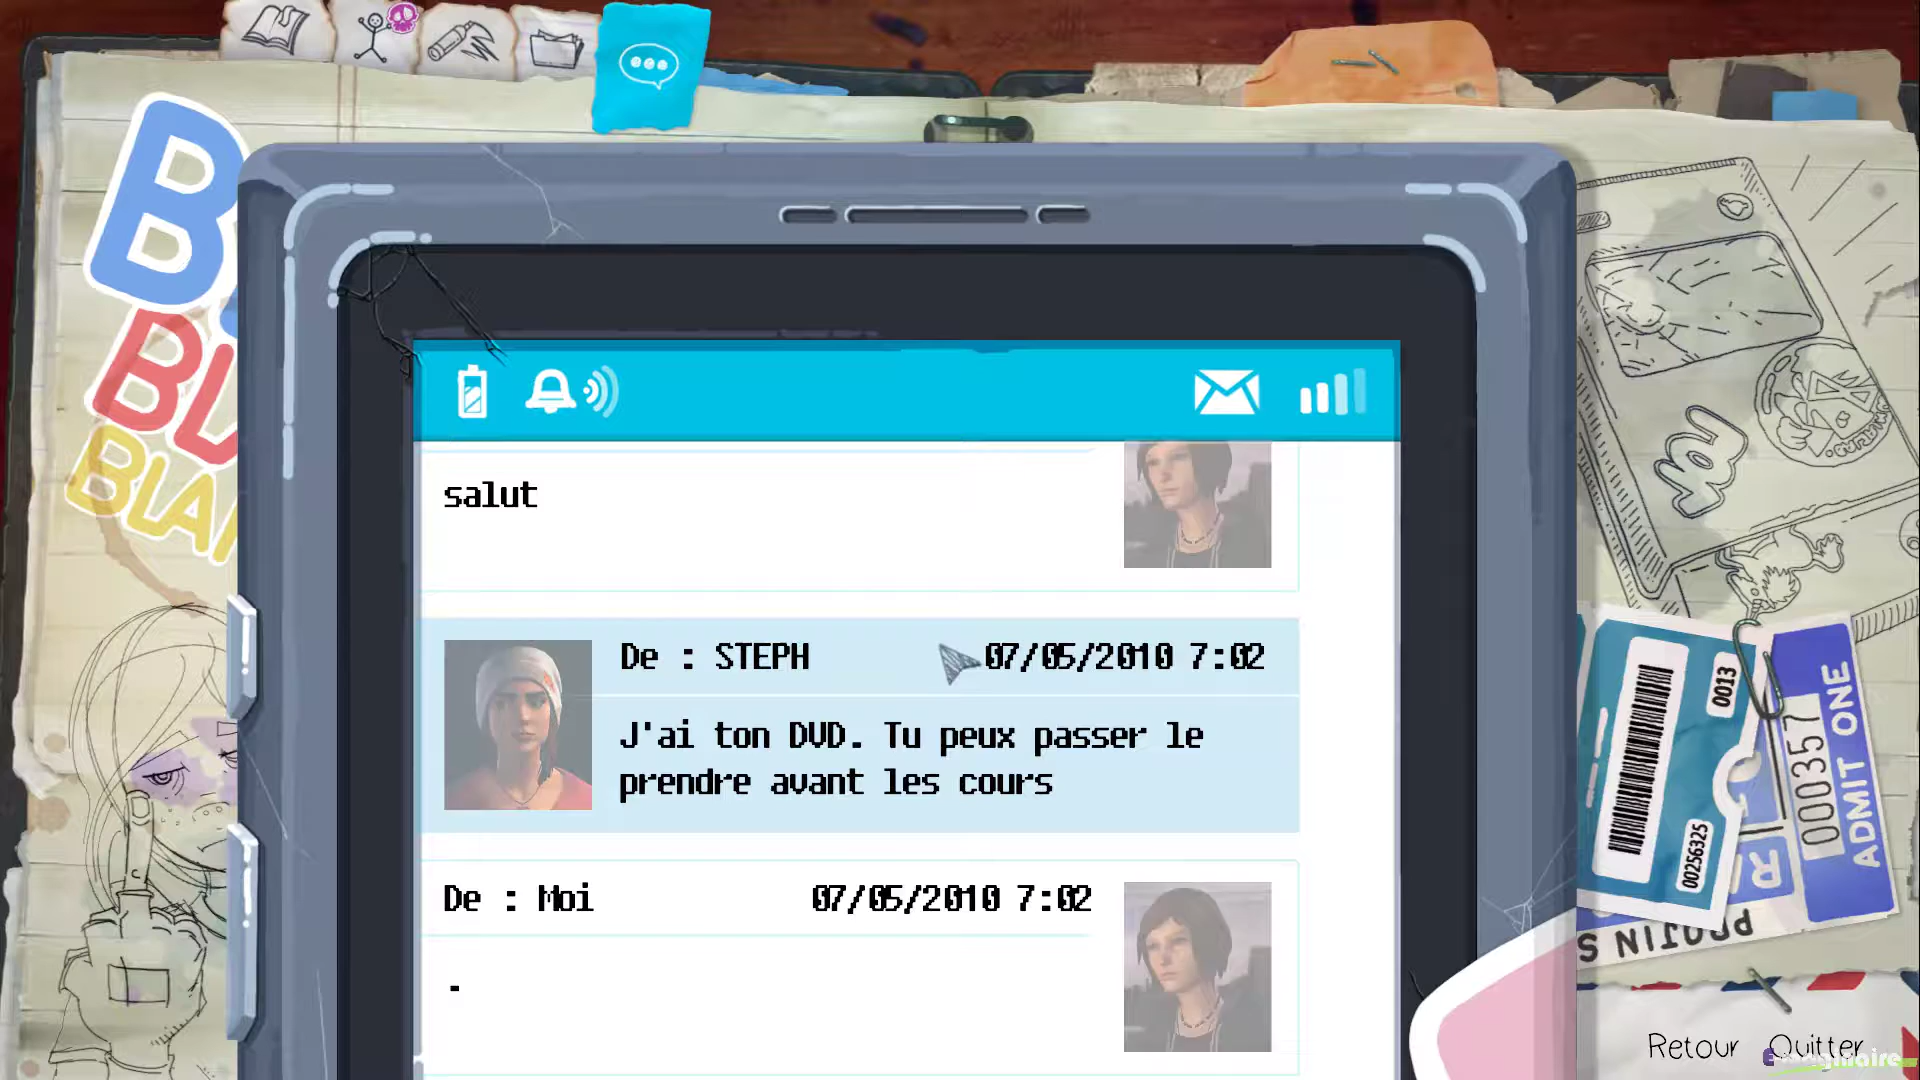 salut
De : STEPH 07/05/2010 7:02
J'ai ton DVD. Tu peux passer le
prendre avant les cours
De : Moi 07/05/2010 7:02
.
0013
00256325
000357
ADMIT ONE
Retour Quitter